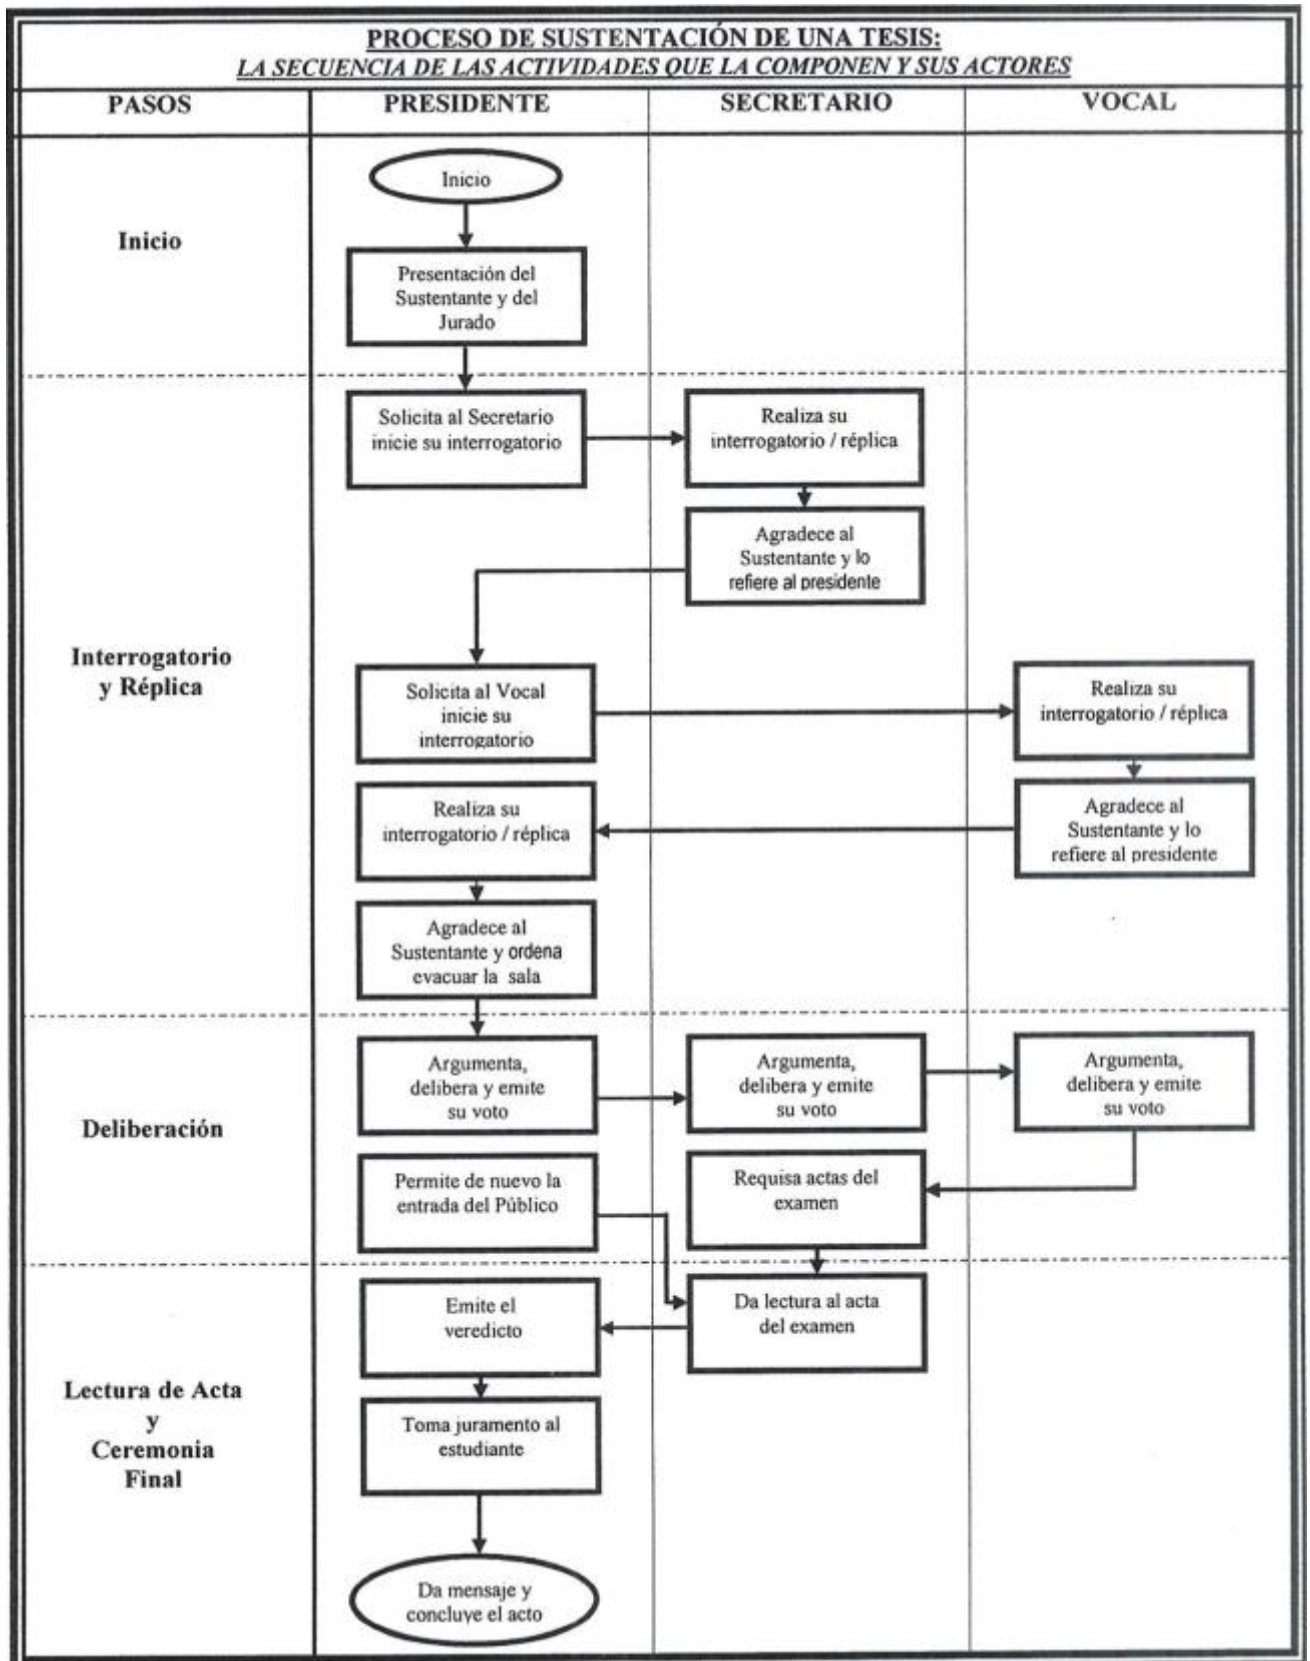 PROCESO DE SUSTENTACIÓN DE UNA TESIS:
LA SECUENCIA DE LAS ACTIVIDADES QUE LA COMPONEN Y SUS ACTORES
PASOS
PRESIDENTE
SECRETARIO
VOCAL
Inicio
Inicio
Presentación del
Sustentante y del
Jurado
Interrogatorio
y Réplica
Solicita al Secretario
inicie su interrogatorio
Realiza su
interrogatorio / réplica
Agradece al
Sustentante y lo
refiere al presidente
Solicita al Vocal
inicie su
interrogatorio
Realiza su
interrogatorio / réplica
Agradece al
Sustentante y lo
refiere al presidente
Realiza su
interrogatorio / réplica
Agradece al
Sustentante y ordena
evacuar la sala
Deliberación
Argumenta,
delibera y emite
su voto
Argumenta,
delibera y emite
su voto
Argumenta,
delibera y emite
su voto
Requisa actas del
examen
Permite de nuevo la
entrada del Público
Lectura de Acta
y
Ceremonia
Final
Da lectura al acta
del examen
Emite el
veredicto
Toma juramento al
estudiante
Da mensaje y
concluye el acto